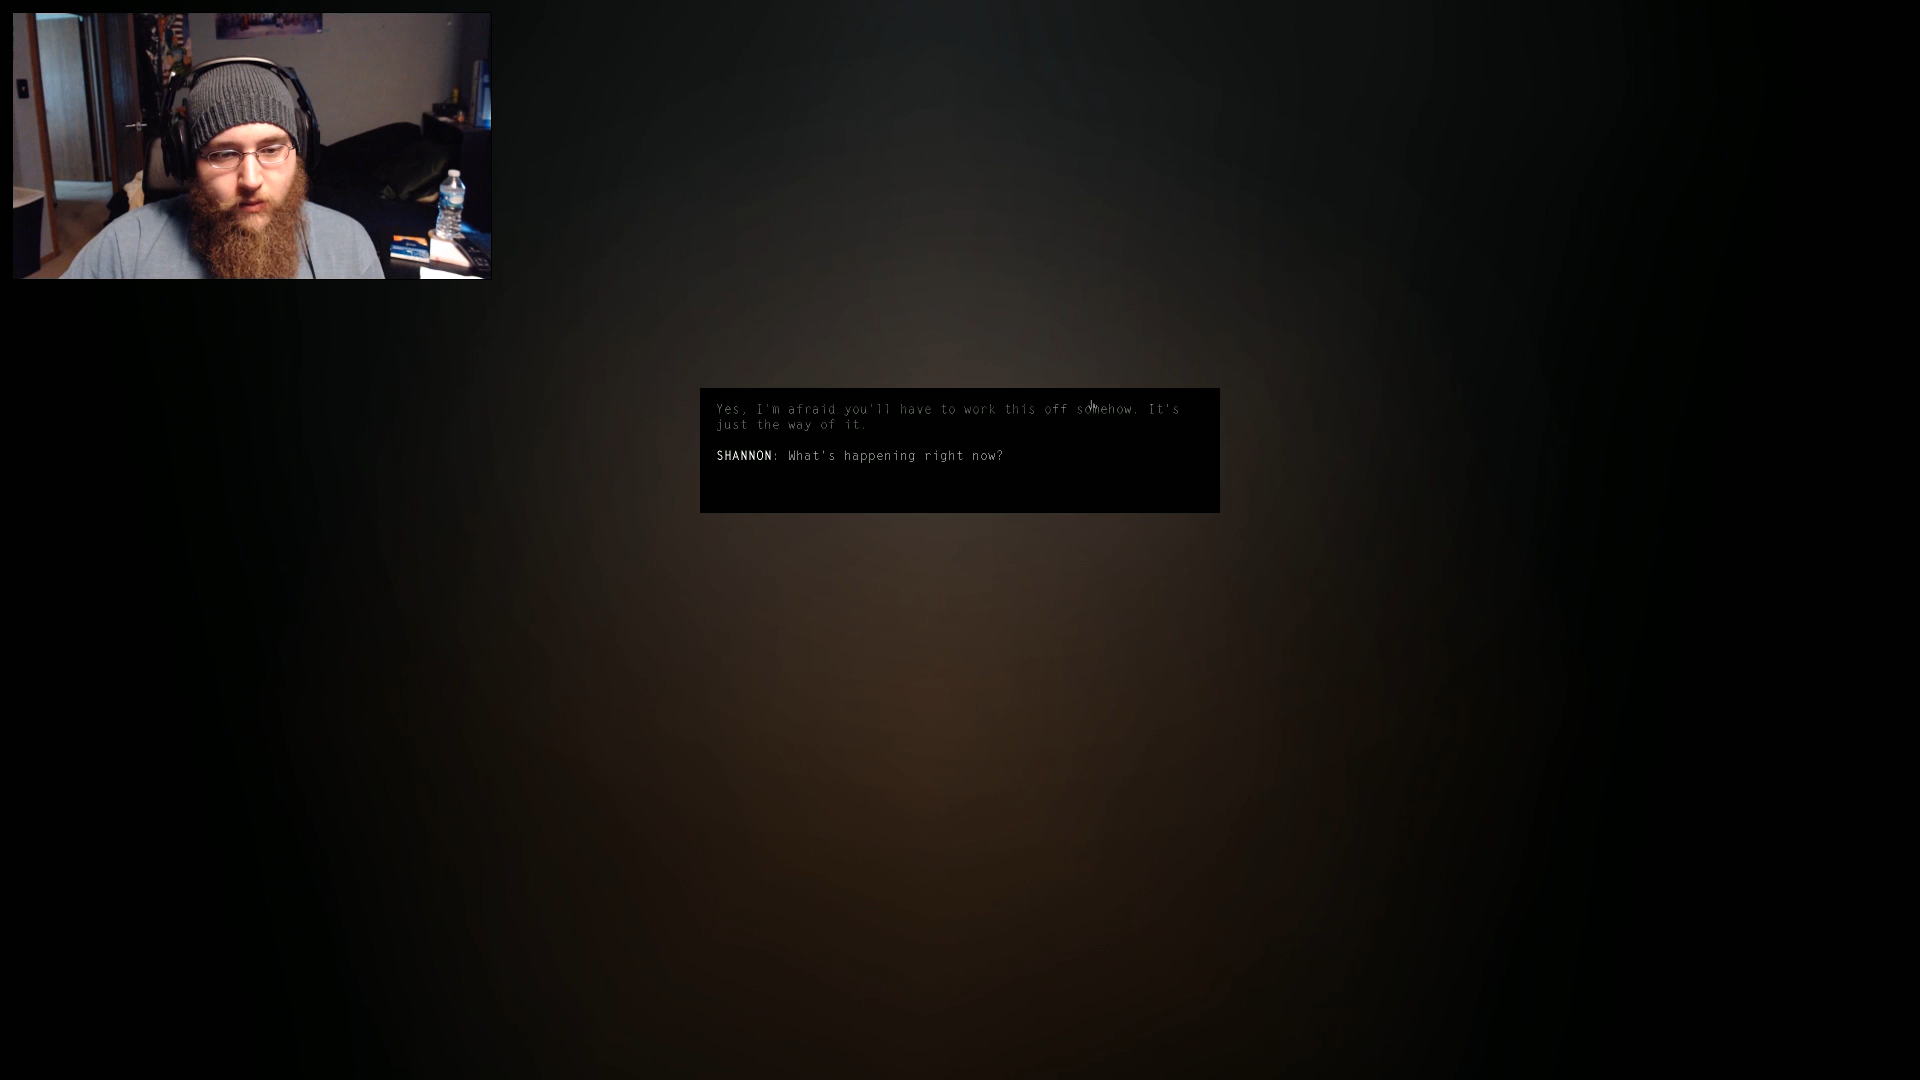 Yes, I'm afraid you'll have to work this off somehow. It's
just the way of it.
SHANNON: What's happening right now?